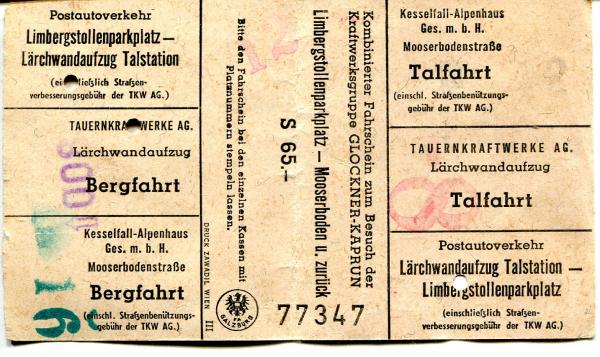 Postautoverkehr
Limbergstollenparkplatz —
Lärchwandaufzug Talstation
(einschließlich Straßen-
verbesserungsgebühr der TKW AG.)
TAUERNKRAFTWERKE AG.
Lärchwandaufzug
Bergfahrt
Kesselfall-Alpenhaus
Ges. m. b. H.
Mooserbodenstraße
Bergfahrt
(einschl. Straßenbenützungs-
gebühr der TKW AG.)
Kombinierter Fahrschein zum Besuch der
Kraftwerksgruppe GLOCKNER-KAPRUN
Limbergstollenparkplatz — Mooserboden u. zurück
S 65.—
Bitte den Fahrschein bei den einzelnen Kassen mit
Platznummern stempeln lassen.
DRUCK ZAWADIL WIEN III
SALZBURG
77347
Kesselfall-Alpenhaus
Ges. m. b. H.
Mooserbodenstraße
Talfahrt
(einschl. Straßenbenützungs-
gebühr der TKW AG.)
TAUERNKRAFTWERKE AG.
Lärchwandaufzug
Talfahrt
Postautoverkehr
Lärchwandaufzug Talstation —
Limbergstollenparkplatz
(einschließlich Straßen-
verbesserungsgebühr der TKW AG.)